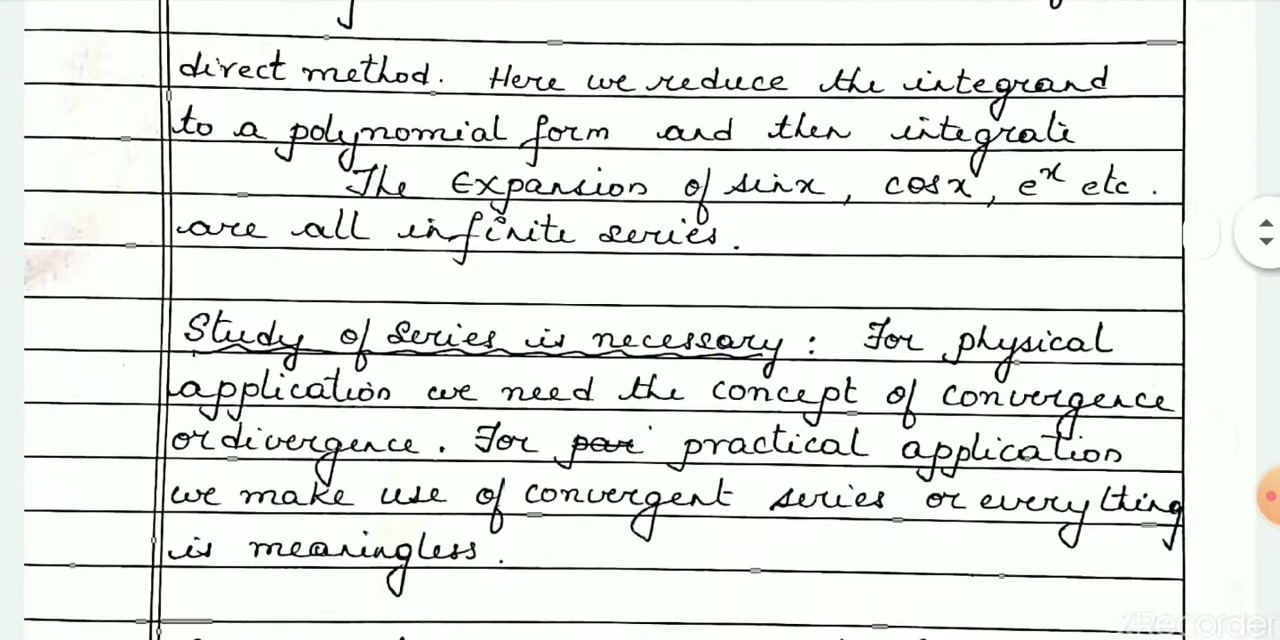 direct method. Here we reduce the integrand
to a polynomial form and then integrate
The Expansion of sinx, cosx, e^x etc.
are all infinite series.
Study of series is necessary: For physical
application we need the concept of convergence
or divergence. For practical application
we make use of convergent series or everything
is meaningless.
XRecorder